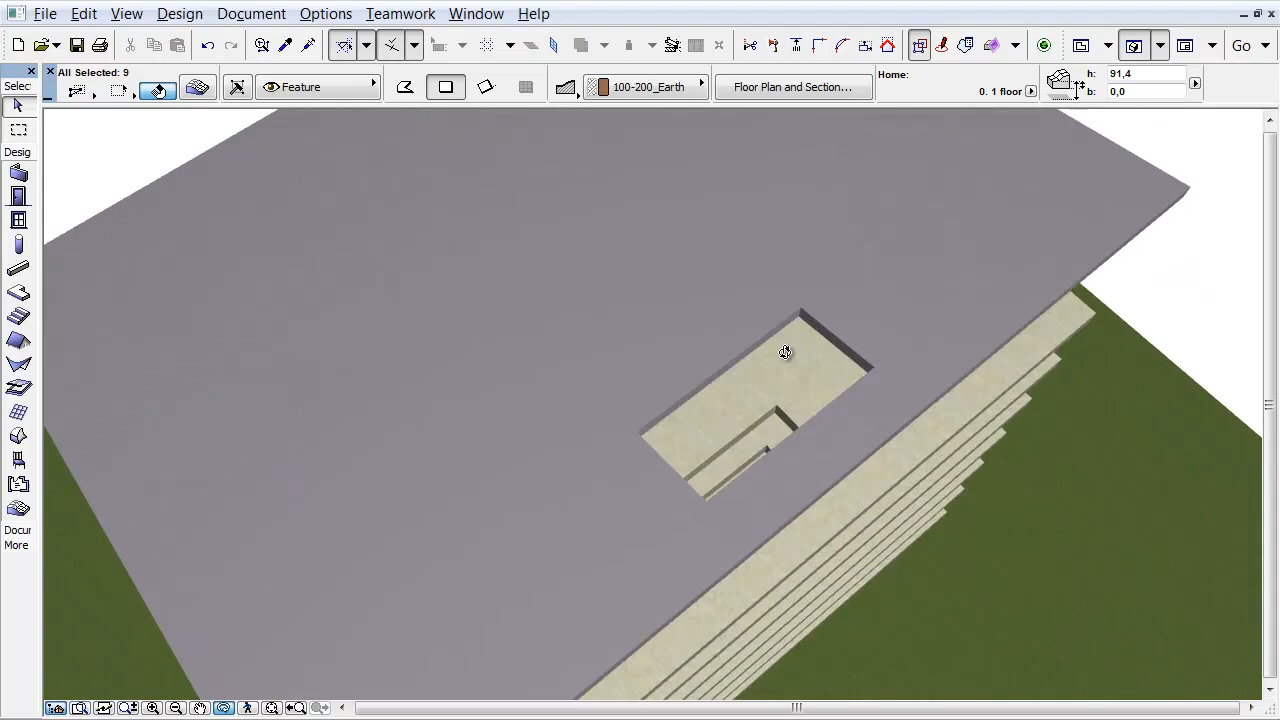 File Edit View Design Document Options Teamwork Window Help
Go
Selec All Selected: 9 Home: h: 91,4
Feature 100-200_Earth Floor Plan and Section... 0. 1 floor b: 0,0
Desig
Docur
More